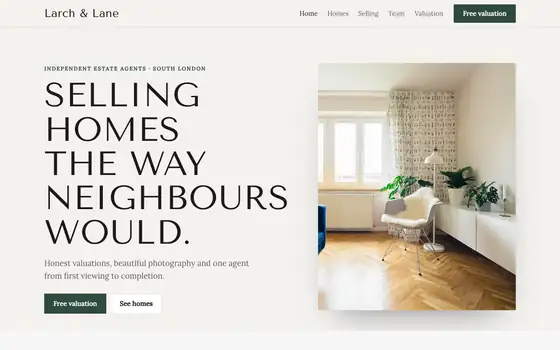 Larch & Lane
Home Homes Selling Team Valuation Free valuation
INDEPENDENT ESTATE AGENTS · SOUTH LONDON
SELLING
HOMES
THE WAY
NEIGHBOURS
WOULD.
Honest valuations, beautiful photography and one agent
from first viewing to completion.
Free valuation See homes